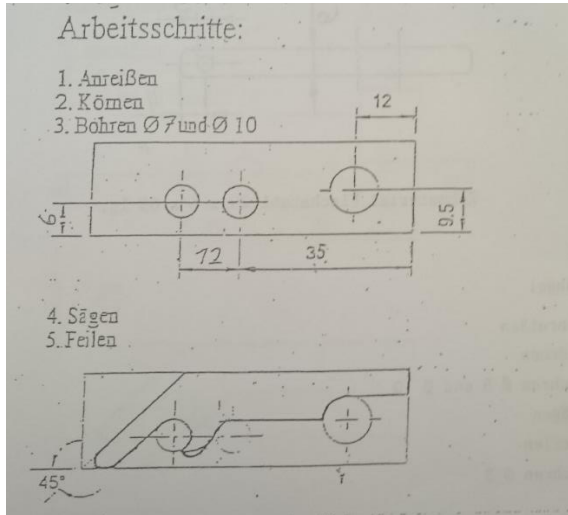 Arbeitsschritte:
1. Anreißen
2. Körnen
3. Bohren Ø 7 und Ø 10
12
6
9.5
12
35
4. Sägen
5. Feilen
45°